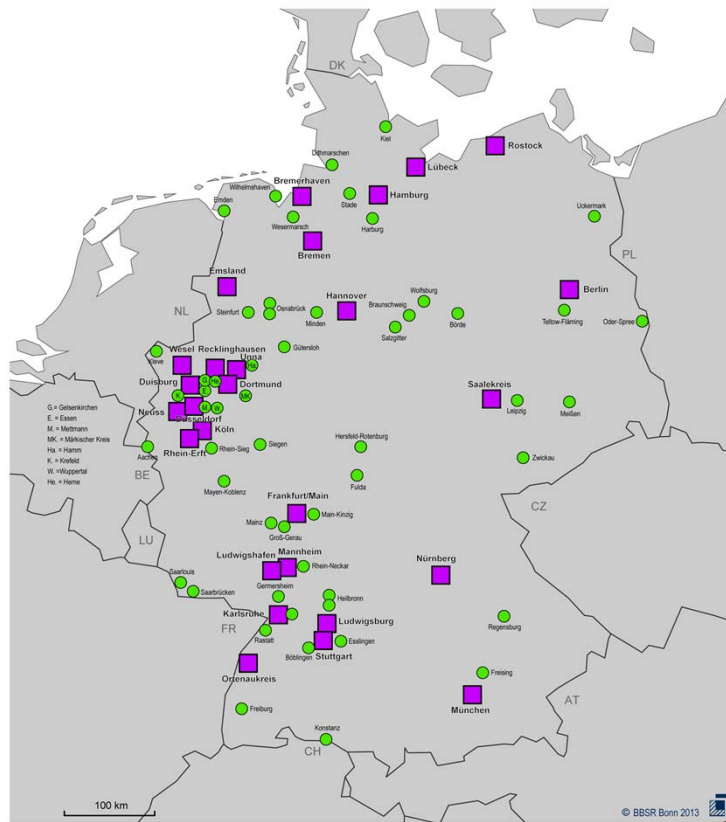 DK
Kiel
Rostock
Dithmarschen
Lübeck
Bremerhaven
Wilhelmshaven
Hamburg
Stade
Emden
Wesermarsch
Harburg
Uckermark
Bremen
PL
Emsland
Berlin
NL
Steinfurt
Osnabrück
Minden
Hannover
Wolfsburg
Braunschweig
Salzgitter
Börde
Teltow-Fläming
Oder-Spree
Gütersloh
Kleve
Wesel Recklinghausen
Unna
Ha.
Duisburg
G.
He
E.
Dortmund
K.
MK
Neuss
M.
W
Düsseldorf
Saalekreis
Leipzig
Meißen
G.= Gelsenkirchen
E. = Essen
M. = Mettmann
MK. = Märkischer Kreis
Ha. = Hamm
K. = Krefeld
W. =Wuppertal
He. = Herne
Köln
Rhein-Erft
Rhein-Sieg
Siegen
Aachen
Hersfeld-Rotenburg
Zwickau
BE
Mayen-Koblenz
Fulda
CZ
Frankfurt/Main
Main-Kinzig
Mainz
Groß-Gerau
LU
Ludwigshafen
Mannheim
Rhein-Neckar
Nürnberg
Saarlouis
Saarbrücken
Germersheim
Heilbronn
Karlsruhe
Ludwigsburg
Regensburg
FR
Rastatt
Böblingen
Stuttgart
Esslingen
Ortenaukreis
Freising
München
AT
Freiburg
Konstanz
CH
100 km
© BBSR Bonn 2013